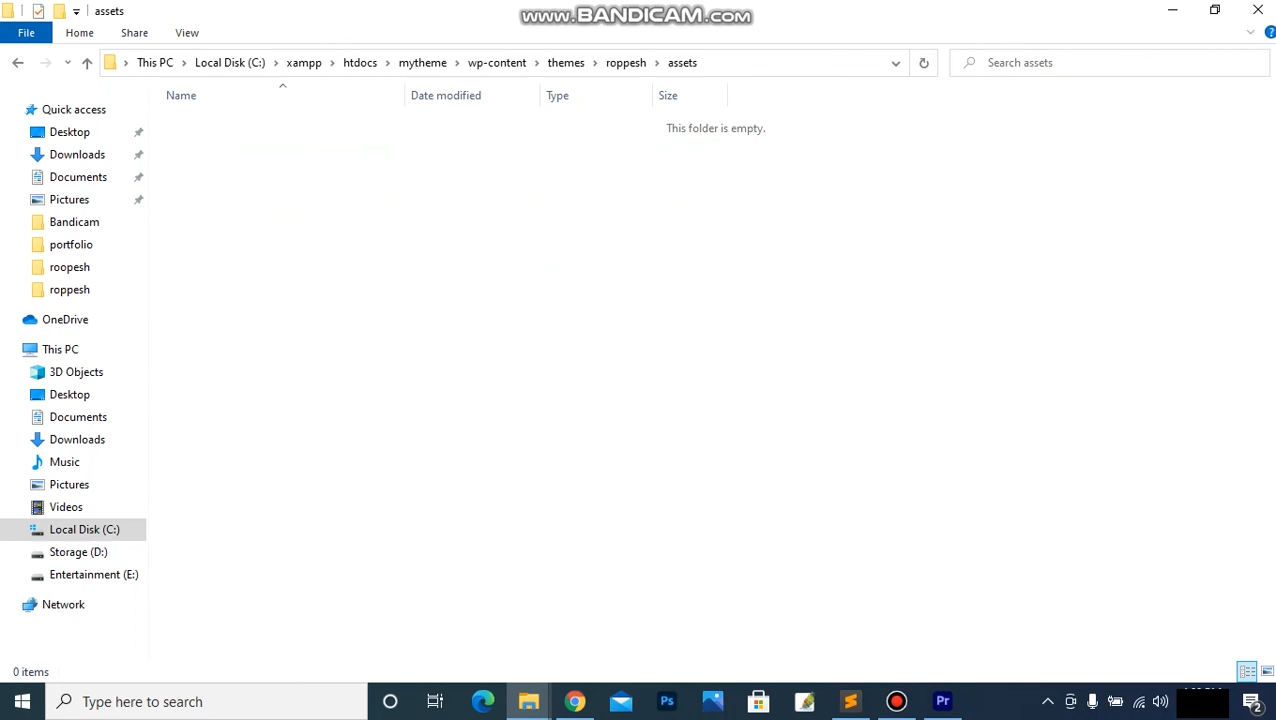 assets
www.BANDICAM.com
File Home Share View
This PC Local Disk (C:) xampp htdocs mytheme wp-content themes roppesh assets
Search assets
Name Date modified Type Size
This folder is empty.
Quick access
Desktop
Downloads
Documents
Pictures
Bandicam
portfolio
roopesh
roppesh
OneDrive
This PC
3D Objects
Desktop
Documents
Downloads
Music
Pictures
Videos
Local Disk (C:)
Storage (D:)
Entertainment (E:)
Network
0 items
Type here to search
Ps
Pr
2